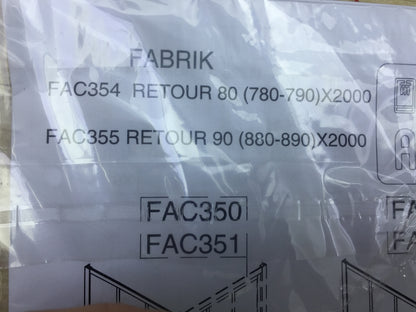 FABRIK
FAC354 RETOUR 80 (780-790)X2000
FAC355 RETOUR 90 (880-890)X2000
FAC350
FAC351